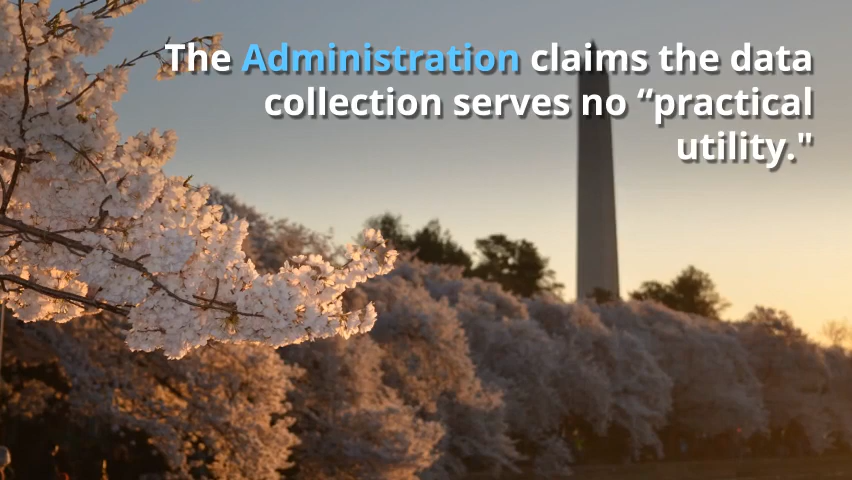 The Administration claims the data
collection serves no “practical
utility."